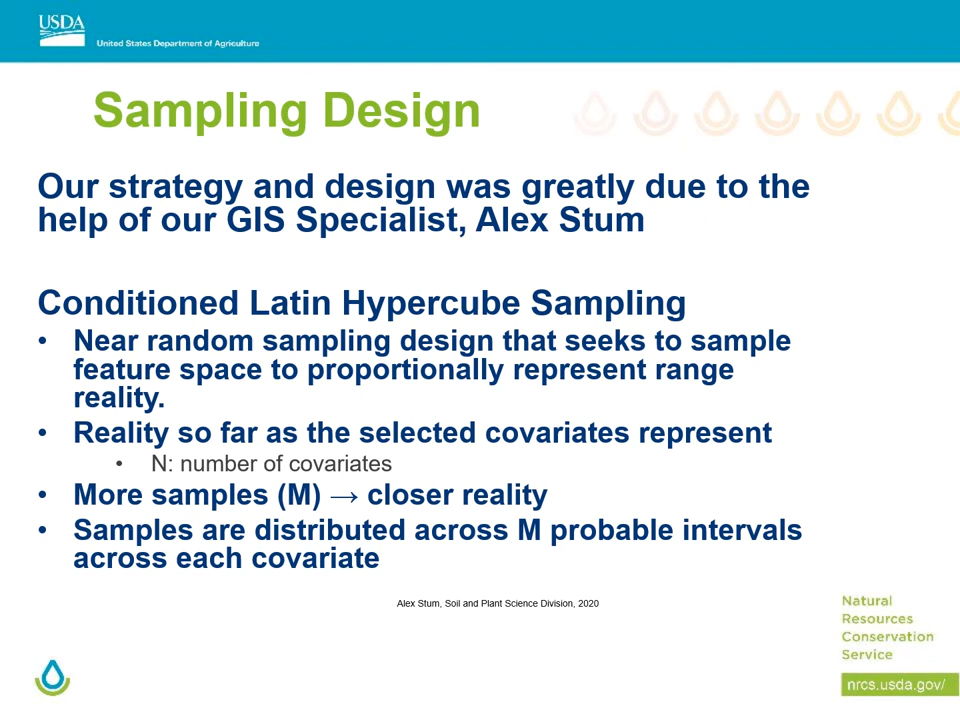 USDA
United States Department of Agriculture
Sampling Design
Our strategy and design was greatly due to the
help of our GIS Specialist, Alex Stum
Conditioned Latin Hypercube Sampling
• Near random sampling design that seeks to sample
feature space to proportionally represent range
reality.
• Reality so far as the selected covariates represent
• N: number of covariates
• More samples (M) → closer reality
• Samples are distributed across M probable intervals
across each covariate
Alex Stum, Soil and Plant Science Division, 2020
Natural
Resources
Conservation
Service
nrcs.usda.gov/